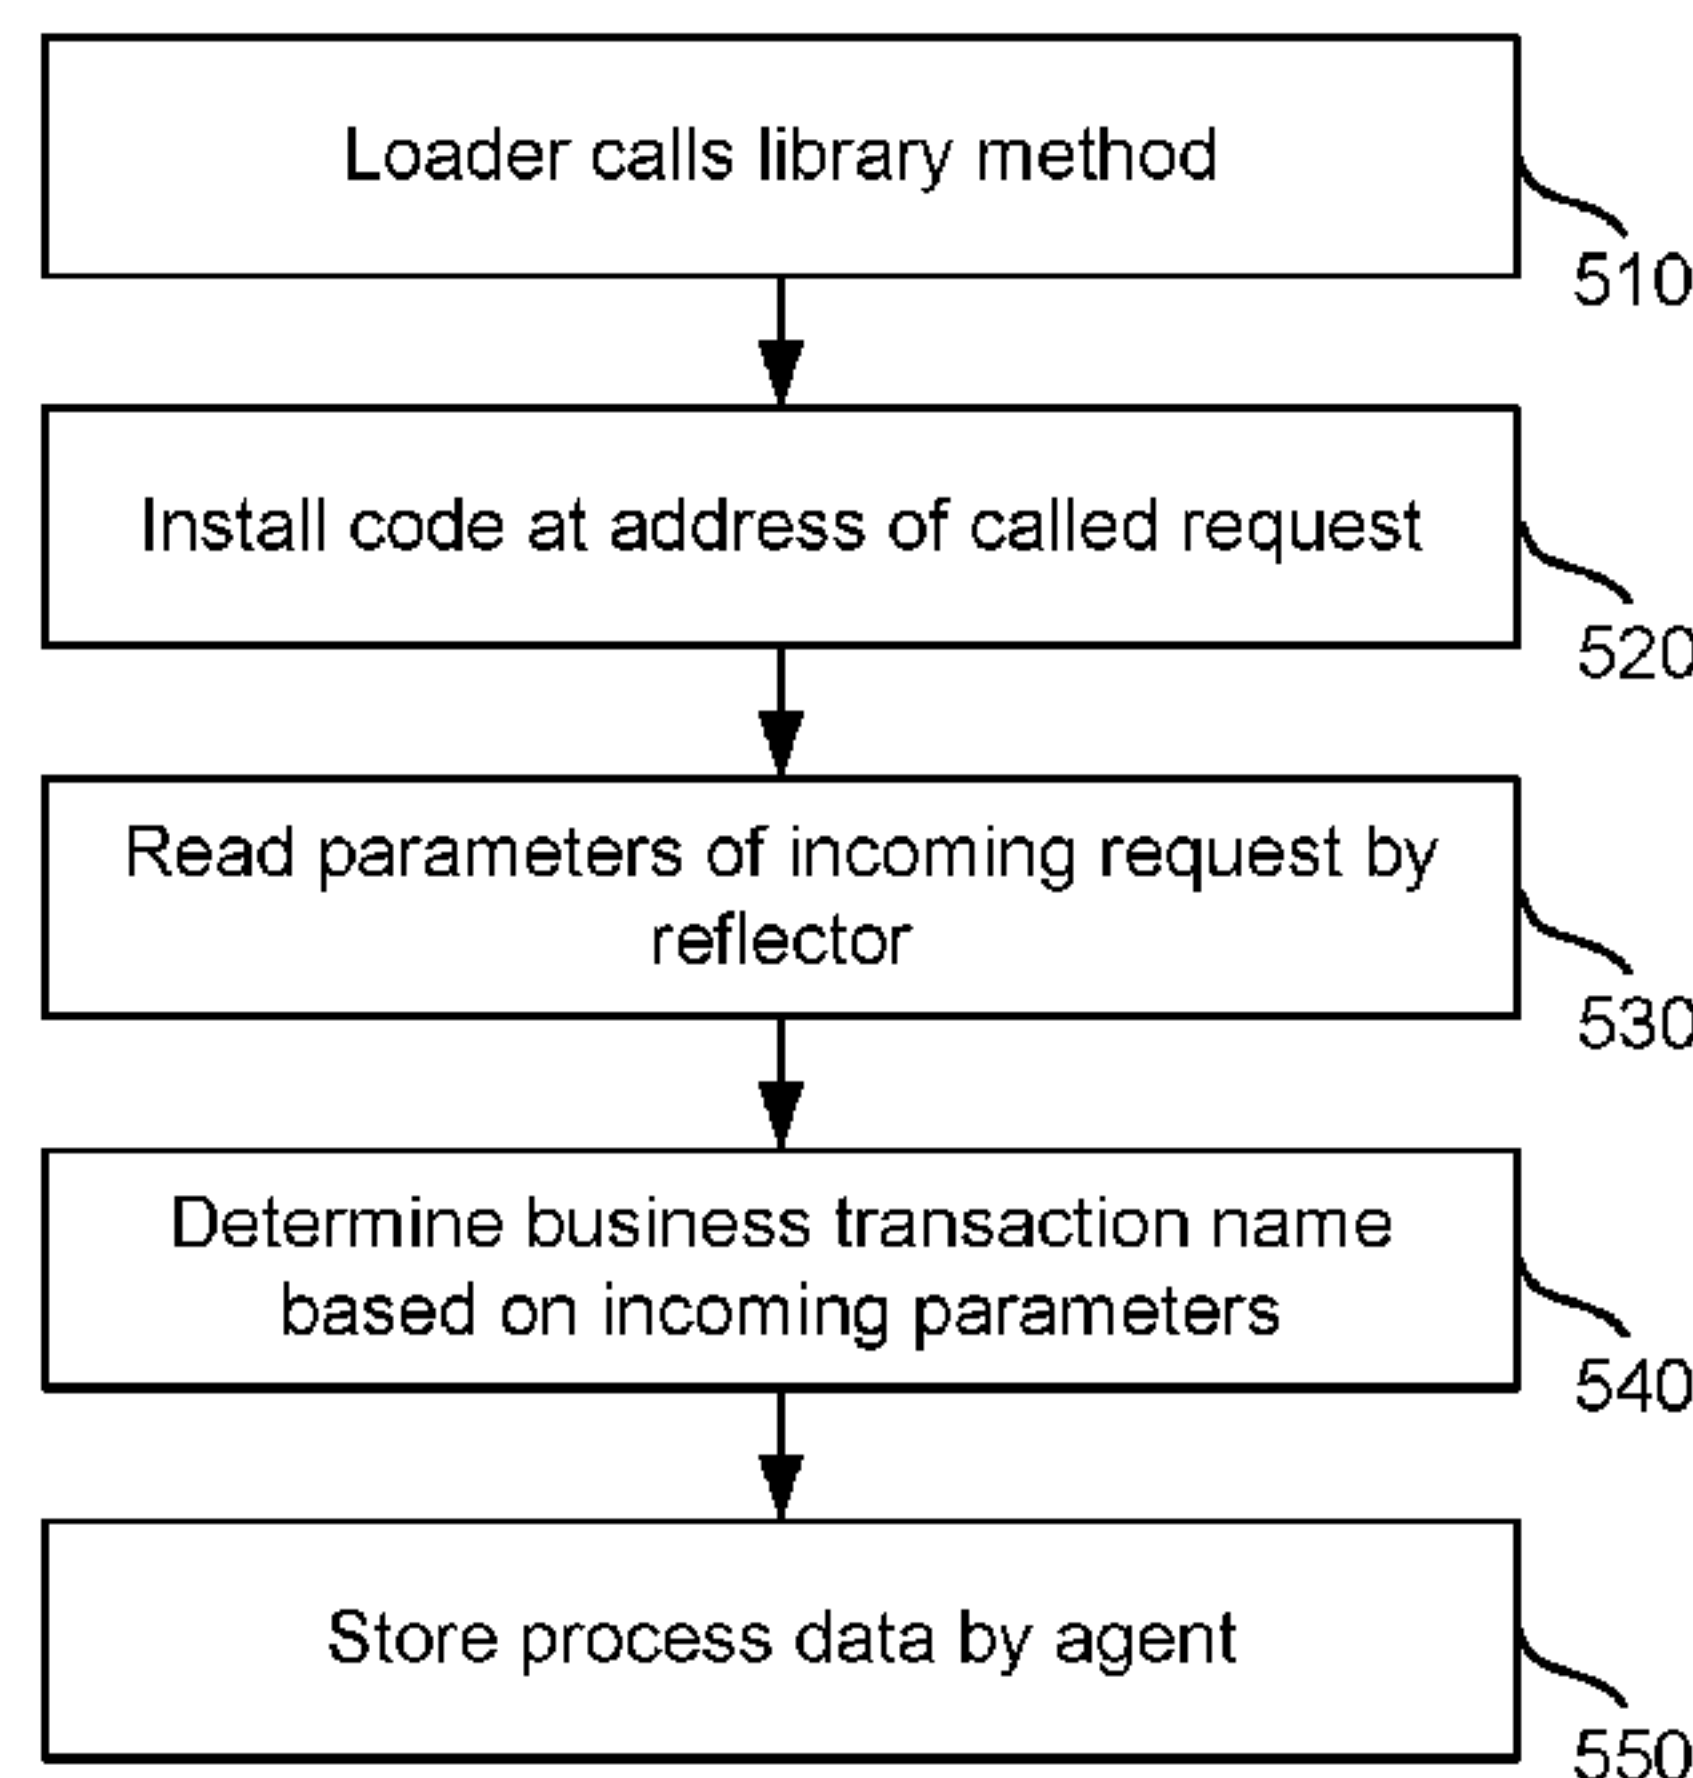 Loader calls library method
510
Install code at address of called request
520
Read parameters of incoming request by
reflector
530
Determine business transaction name
based on incoming parameters
540
Store process data by agent
550